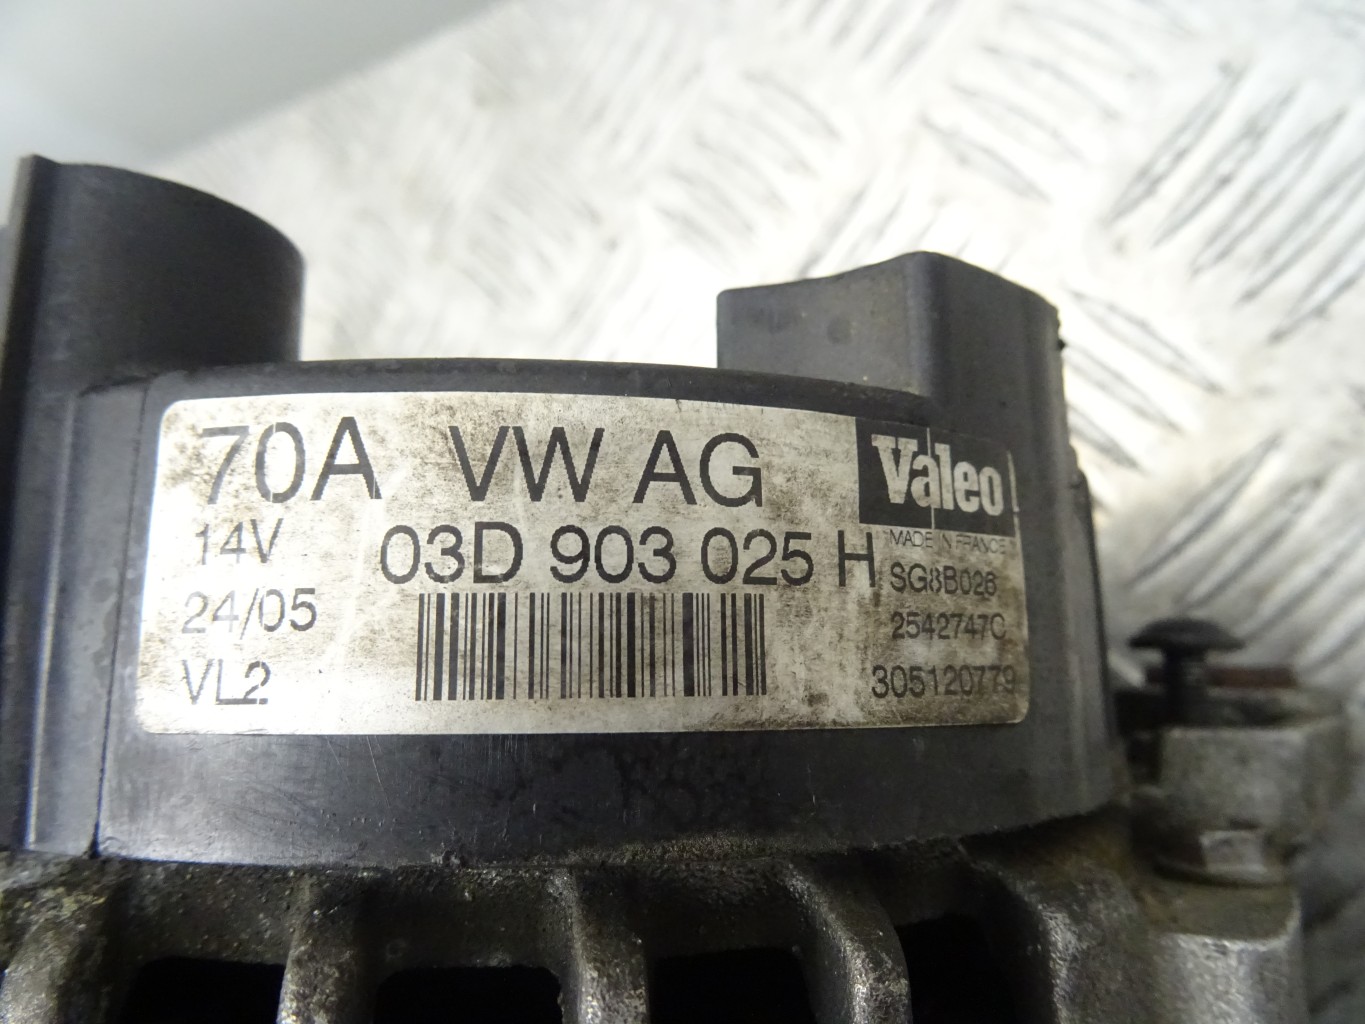 70A VW AG Valeo
14V 03D 903 025 H MADE IN FRANCE
24/05 SG8B026
VL2 2542747C
305120779